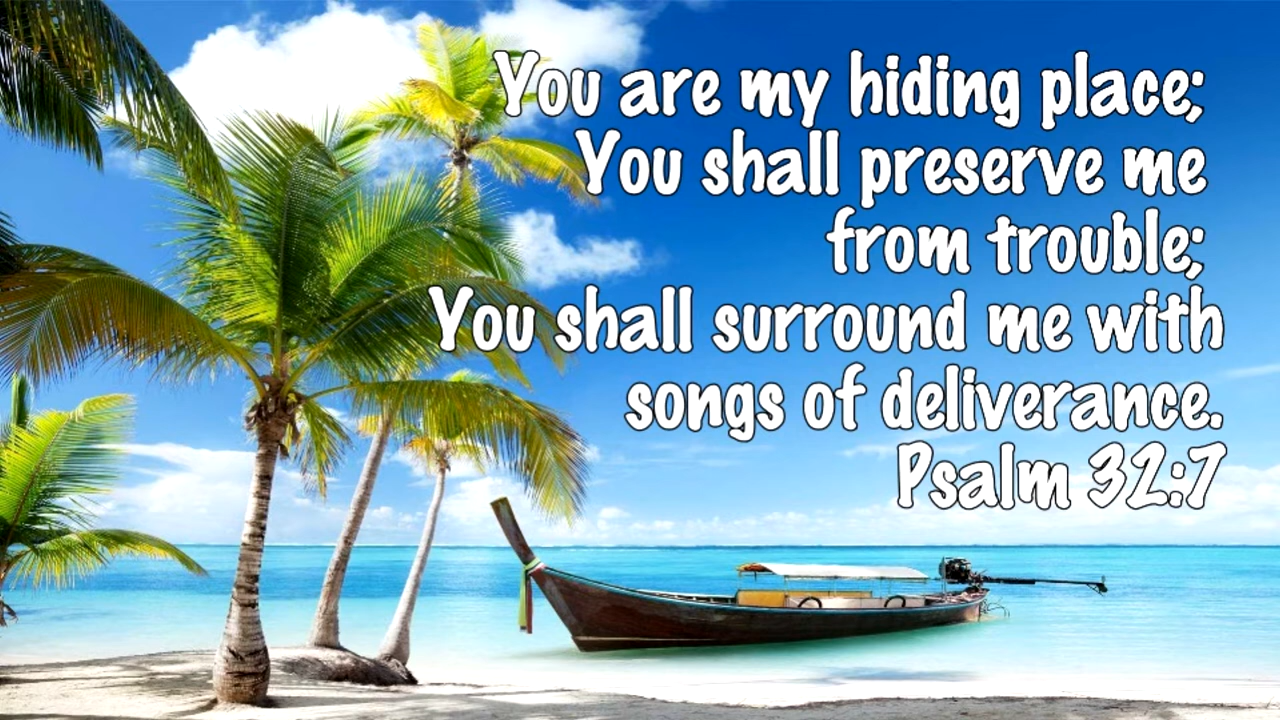 You are my hiding place;
You shall preserve me
from trouble;
You shall surround me with
songs of deliverance.
Psalm 32:7